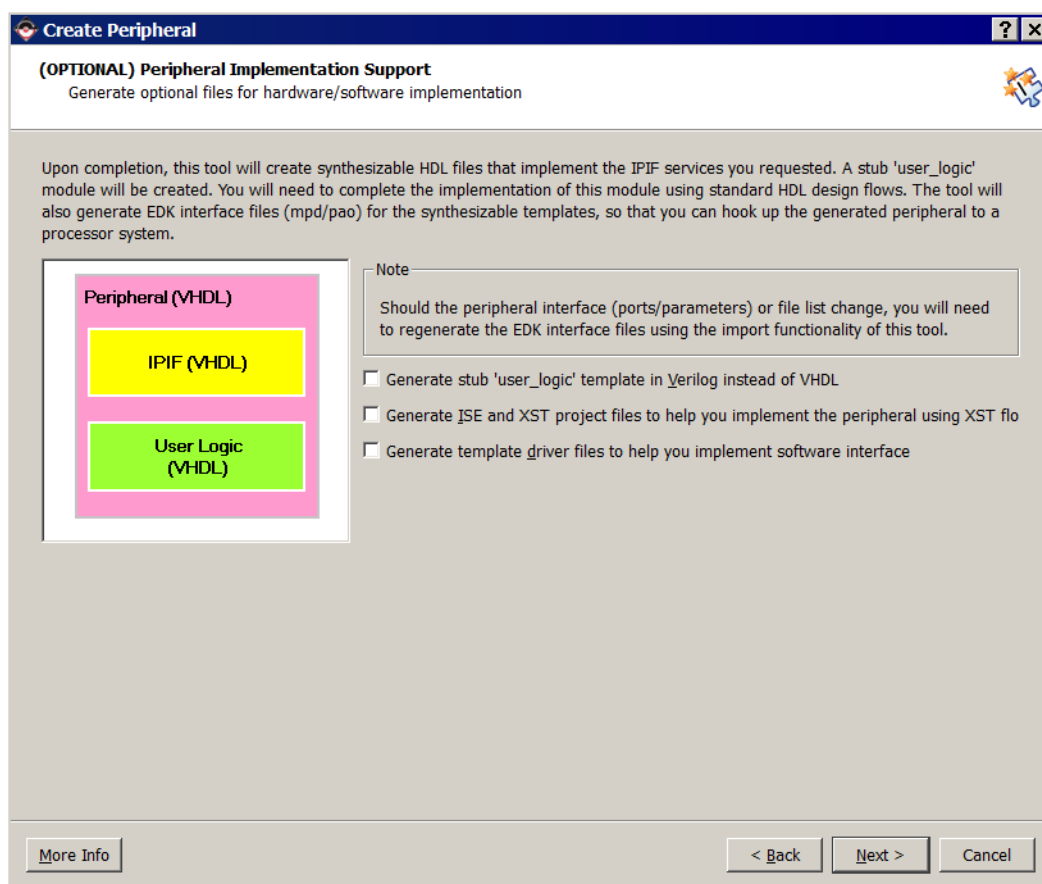 Create Peripheral
(OPTIONAL) Peripheral Implementation Support
Generate optional files for hardware/software implementation
Upon completion, this tool will create synthesizable HDL files that implement the IPIF services you requested. A stub 'user_logic'
module will be created. You will need to complete the implementation of this module using standard HDL design flows. The tool will
also generate EDK interface files (mpd/pao) for the synthesizable templates, so that you can hook up the generated peripheral to a
processor system.
Peripheral (VHDL)
IPIF (VHDL)
User Logic
(VHDL)
Note
Should the peripheral interface (ports/parameters) or file list change, you will need
to regenerate the EDK interface files using the import functionality of this tool.
Generate stub 'user_logic' template in Verilog instead of VHDL
Generate ISE and XST project files to help you implement the peripheral using XST flo
Generate template driver files to help you implement software interface
More Info
< Back
Next >
Cancel